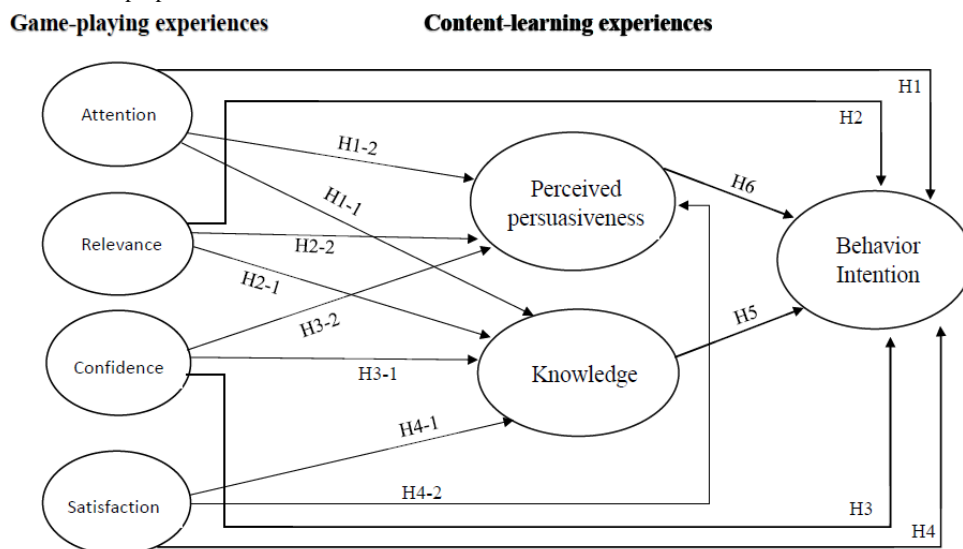 Game-playing experiences
Content-learning experiences
Attention
H1
H2
H1-2
Perceived
persuasiveness
H6
H1-1
Relevance
H2-2
Behavior
Intention
H2-1
H3-2
H5
Confidence
H3-1
Knowledge
H4-1
H4-2
Satisfaction
H3
H4